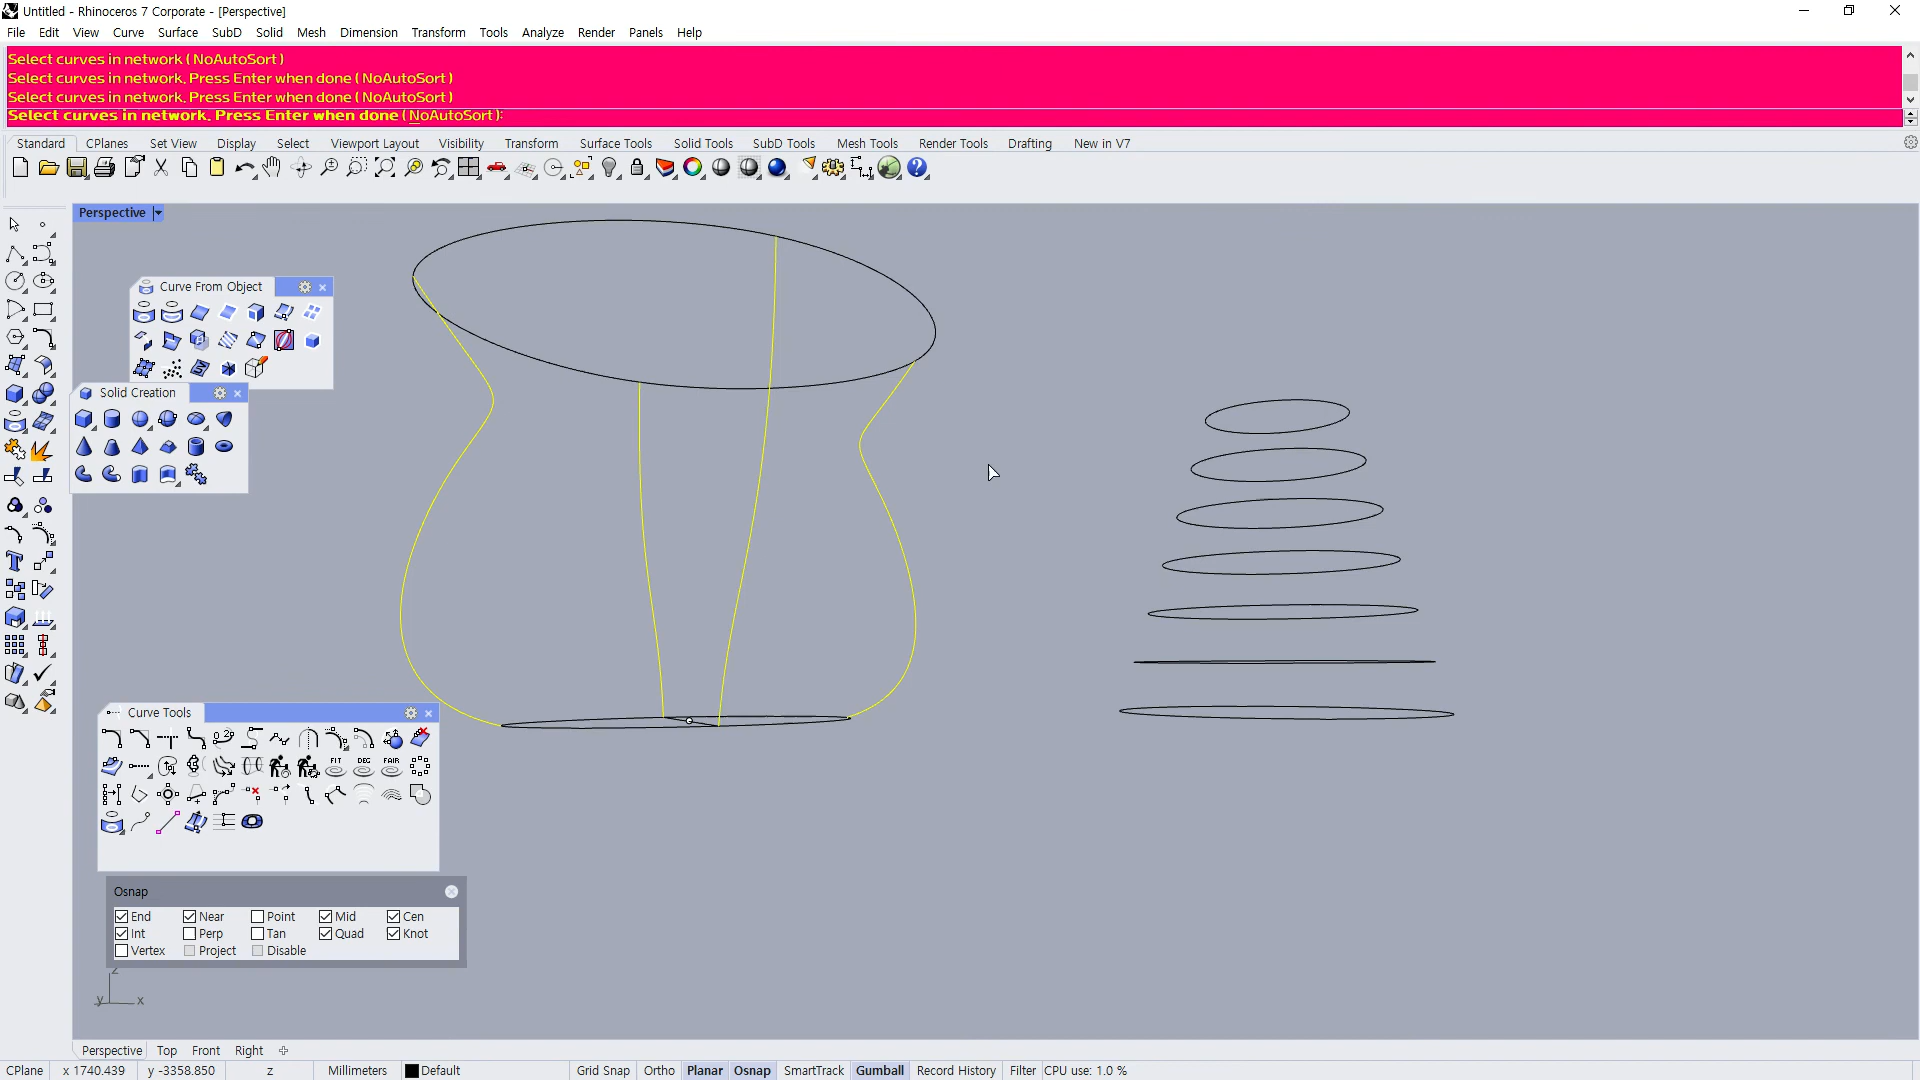 Untitled - Rhinoceros 7 Corporate - [Perspective]
File Edit View Curve Surface SubD Solid Mesh Dimension Transform Tools Analyze Render Panels Help
Select curves in network ( NoAutoSort )
Select curves in network. Press Enter when done ( NoAutoSort )
Select curves in network. Press Enter when done ( NoAutoSort )
Select curves in network. Press Enter when done ( NoAutoSort ):
Standard CPlanes Set View Display Select Viewport Layout Visibility Transform Surface Tools Solid Tools SubD Tools Mesh Tools Render Tools Drafting New in V7
Perspective
Curve From Object
Solid Creation
Curve Tools
FIT DEG FAIR
Osnap
End Near Point Mid Cen
Int Perp Tan Quad Knot
Vertex Project Disable
z
y x
Perspective Top Front Right
CPlane x 1740.439 y -3358.850 z Millimeters Default Grid Snap Ortho Planar Osnap SmartTrack Gumball Record History Filter CPU use: 1.0 %